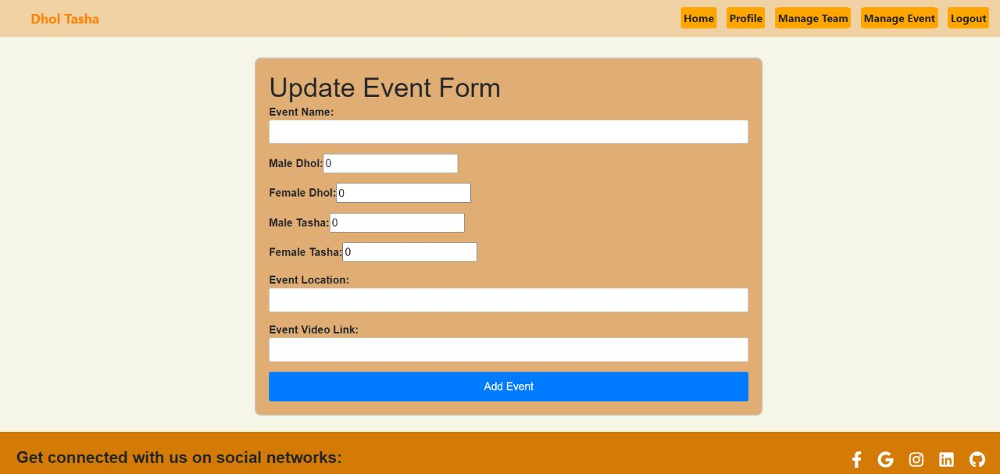 Dhol Tasha
Home Profile Manage Team Manage Event Logout
Update Event Form
Event Name:
Male Dhol: 0
Female Dhol: 0
Male Tasha: 0
Female Tasha: 0
Event Location:
Event Video Link:
Add Event
Get connected with us on social networks: